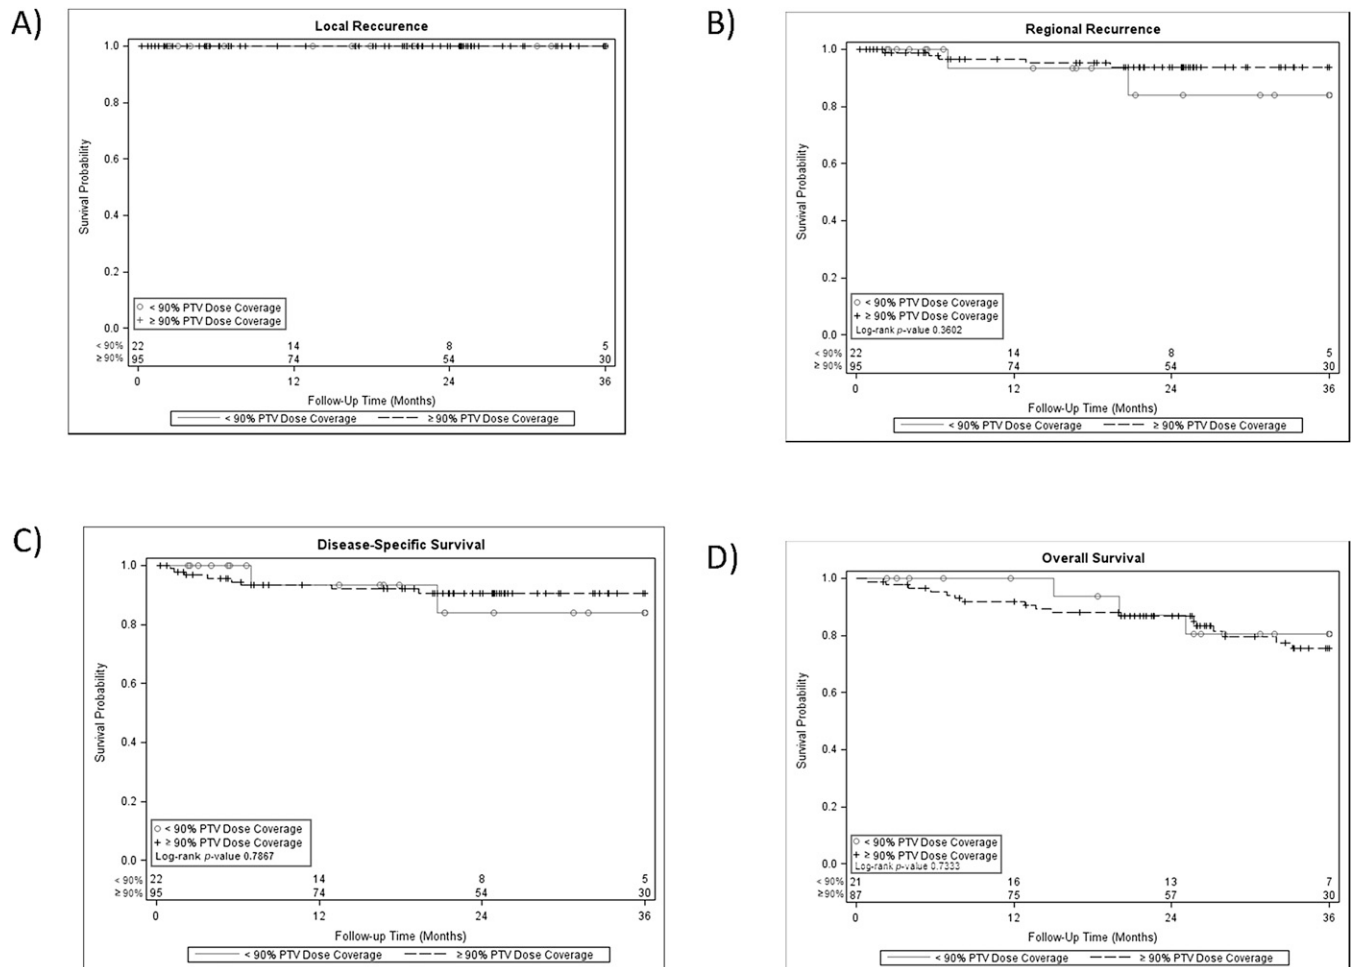 A)
Local Reccurence
Survival Probability
1.0
1.0
0.6
0.4
0.2
0.0
○ < 90% PTV Dose Coverage
+ ≥ 90% PTV Dose Coverage
< 90% 22 14 8 5
≥ 90% 95 74 54 30
0 12 24 36
Follow-Up Time (Months)
< 90% PTV Dose Coverage ≥ 90% PTV Dose Coverage
B)
Regional Recurrence
Survival Probability
1.0
0.8
0.6
0.4
0.2
0.0
○ < 90% PTV Dose Coverage
+ ≥ 90% PTV Dose Coverage
Log-rank p-value 0.3602
< 90% 22 14 8 5
≥ 90% 95 74 54 30
0 12 24 36
Follow-Up Time (Months)
< 90% PTV Dose Coverage ≥ 90% PTV Dose Coverage
C)
Disease-Specific Survival
Survival Probability
1.0
0.8
0.6
0.4
0.2
0.0
○ < 90% PTV Dose Coverage
+ ≥ 90% PTV Dose Coverage
Log-rank p-value 0.7867
< 90% 22 14 8 5
≥ 90% 95 74 54 30
0 12 24 36
Follow-up Time (Months)
< 90% PTV Dose Coverage ≥ 90% PTV Dose Coverage
D)
Overall Survival
Survival Probability
1.0
0.8
0.6
0.4
0.2
0.0
○ < 90% PTV Dose Coverage
+ ≥ 90% PTV Dose Coverage
Log-rank p-value 0.7333
< 90% 21 16 13 7
≥ 90% 87 75 57 30
0 12 24 36
Follow-Up Time (Months)
< 90% PTV Dose Coverage ≥ 90% PTV Dose Coverage